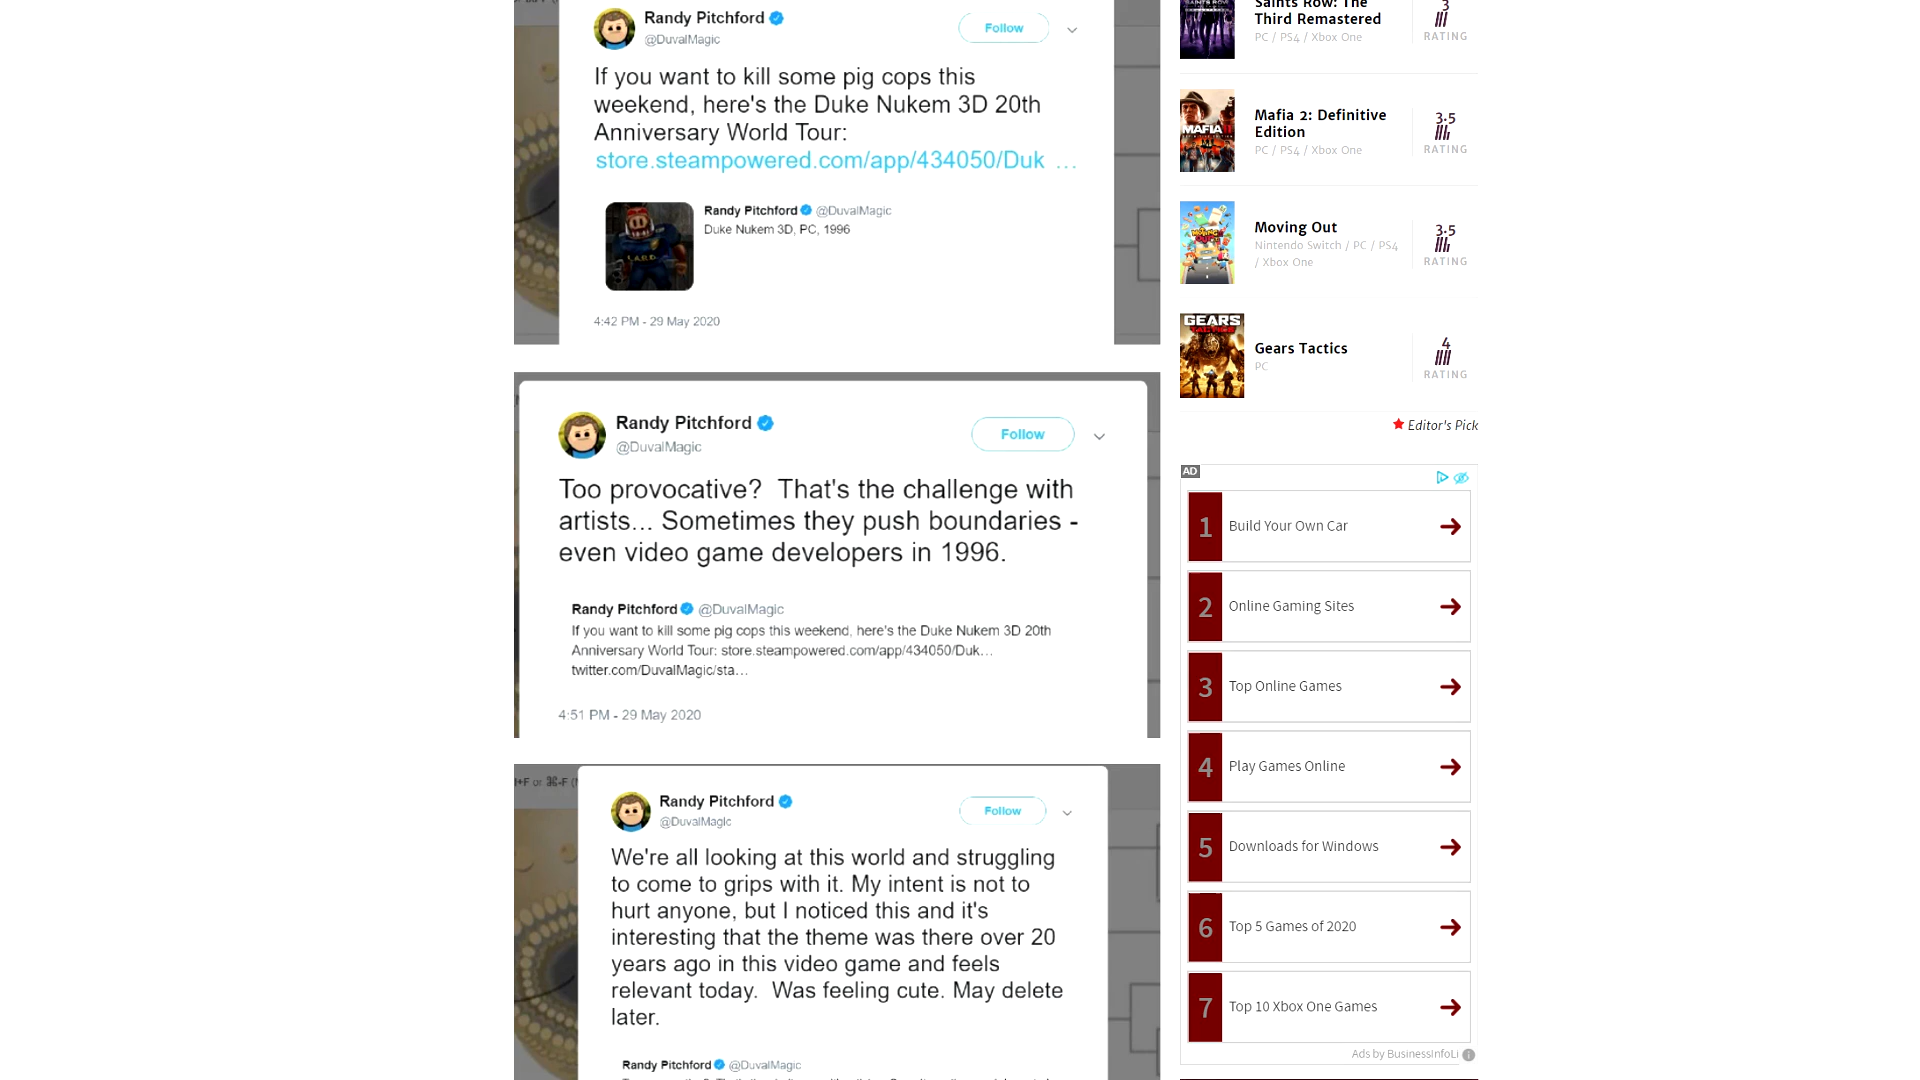 Randy Pitchford
@DuvalMagic
Follow
If you want to kill some pig cops this
weekend, here's the Duke Nukem 3D 20th
Anniversary World Tour:
store.steampowered.com/app/434050/Duk …
Randy Pitchford @DuvalMagic
Duke Nukem 3D, PC, 1996
L.A.R.D.
4:42 PM - 29 May 2020
Randy Pitchford
@DuvalMagic
Follow
Too provocative?  That's the challenge with
artists... Sometimes they push boundaries -
even video game developers in 1996.
Randy Pitchford @DuvalMagic
If you want to kill some pig cops this weekend, here's the Duke Nukem 3D 20th
Anniversary World Tour: store.steampowered.com/app/434050/Duk…
twitter.com/DuvalMagic/sta…
4:51 PM - 29 May 2020
+F or ⌘-F (
Randy Pitchford
@DuvalMagic
Follow
We're all looking at this world and struggling
to come to grips with it. My intent is not to
hurt anyone, but I noticed this and it's
interesting that the theme was there over 20
years ago in this video game and feels
relevant today.  Was feeling cute. May delete
later.
Randy Pitchford @DuvalMagic
Saints Row: The
Third Remastered
PC / PS4 / Xbox One
3
RATING
MAFIA II
Mafia 2: Definitive
Edition
PC / PS4 / Xbox One
3.5
RATING
Moving Out
Nintendo Switch / PC / PS4
/ Xbox One
3.5
RATING
GEARS
TACTICS
Gears Tactics
PC
4
RATING
Editor's Pick
AD
1 Build Your Own Car
2 Online Gaming Sites
3 Top Online Games
4 Play Games Online
5 Downloads for Windows
6 Top 5 Games of 2020
7 Top 10 Xbox One Games
Ads by BusinessInfoLi